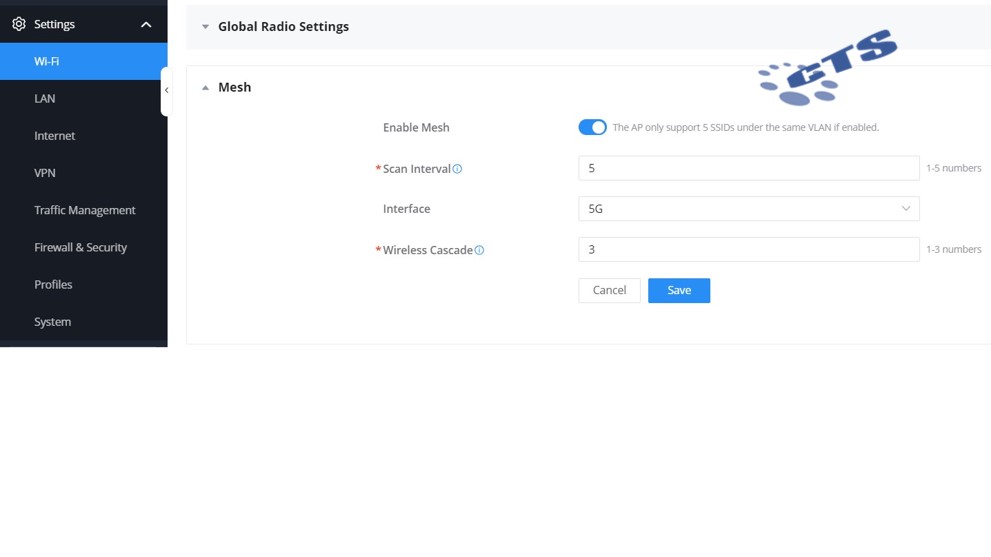 Settings
Wi-Fi
LAN
Internet
VPN
Traffic Management
Firewall & Security
Profiles
System
Global Radio Settings
CTS
Mesh
Enable Mesh
The AP only support 5 SSIDs under the same VLAN if enabled.
* Scan Interval
5
1-5 numbers
Interface
5G
* Wireless Cascade
3
1-3 numbers
Cancel
Save